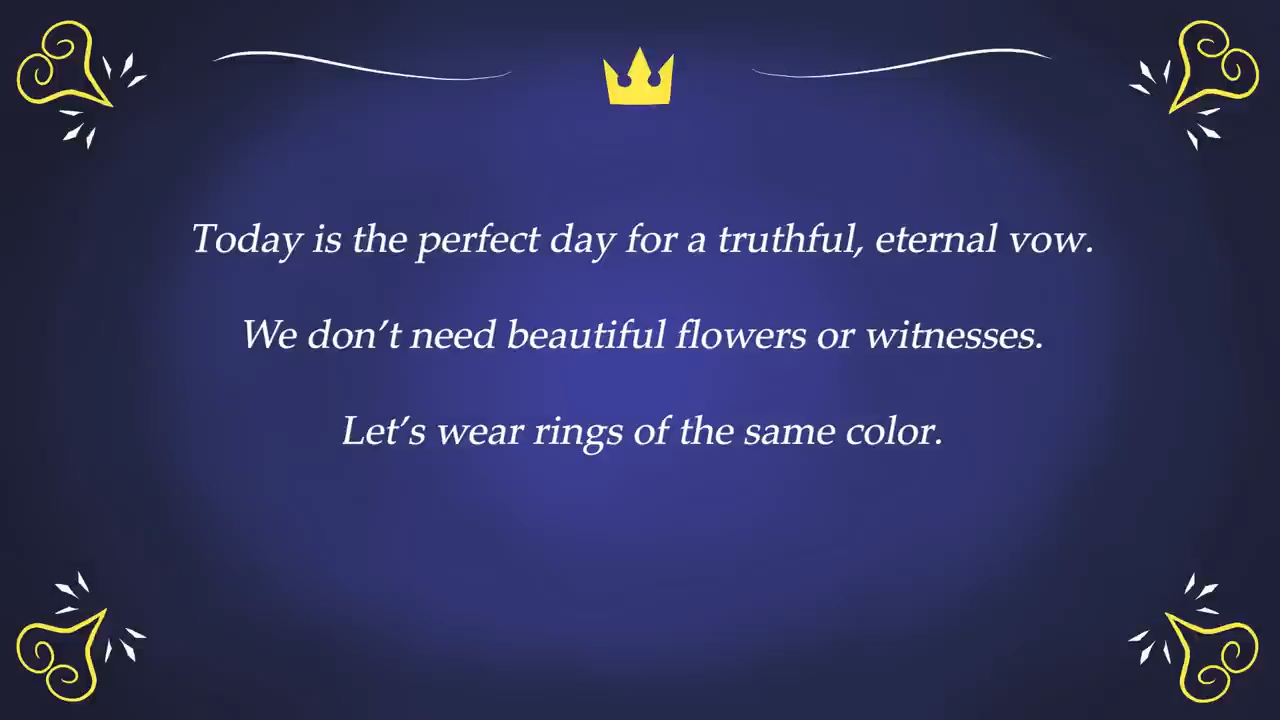 Today is the perfect day for a truthful, eternal vow.
We don’t need beautiful flowers or witnesses.
Let’s wear rings of the same color.